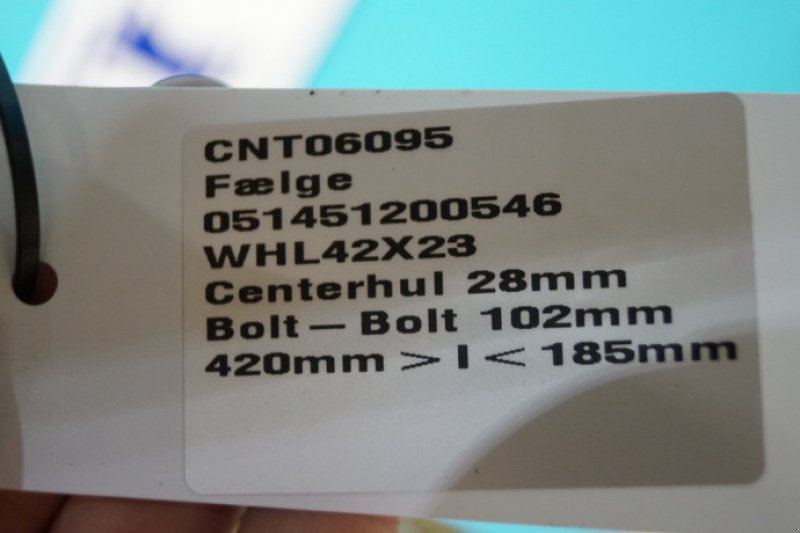 CNT06095
Fælge
051451200546
WHL42X23
Centerhul 28mm
Bolt – Bolt 102mm
420mm > I < 185mm